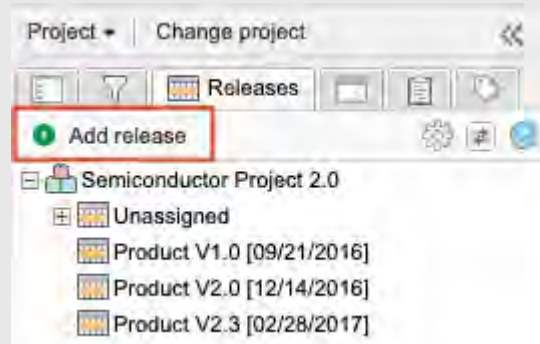 Project Change project
Releases
Add release
Semiconductor Project 2.0
Unassigned
Product V1.0 [09/21/2016]
Product V2.0 [12/14/2016]
Product V2.3 [02/28/2017]